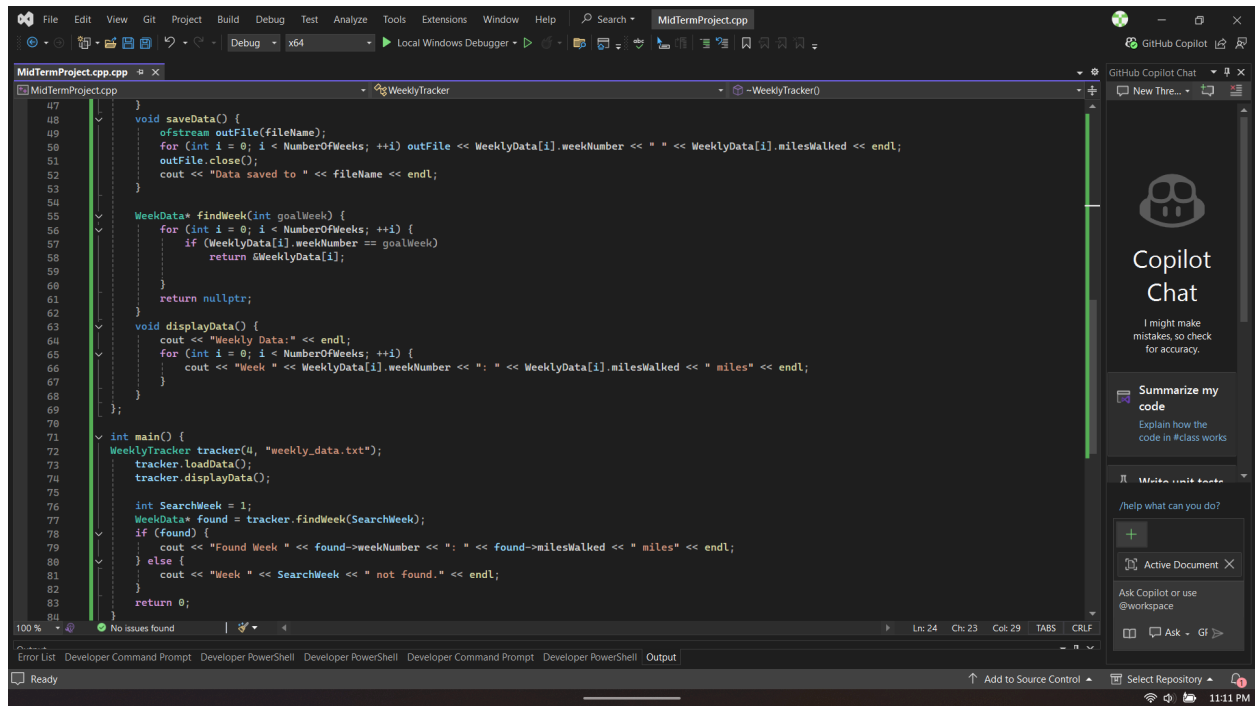 File Edit View Git Project Build Debug Test Analyze Tools Extensions Window Help Search MidTermProject.cpp
Debug x64 Local Windows Debugger GitHub Copilot
MidTermProject.cpp.cpp
GitHub Copilot Chat
MidTermProject.cpp WeeklyTracker ~WeeklyTracker()
New Thre...
47 }
48 void saveData() {
49 ofstream outFile(fileName);
50 for (int i = 0; i < NumberOfWeeks; ++i) outFile << WeeklyData[i].weekNumber << " " << WeeklyData[i].milesWalked << endl;
51 outFile.close();
52 cout << "Data saved to " << fileName << endl;
53 }
54
55 WeekData* findWeek(int goalWeek) {
56 for (int i = 0; i < NumberOfWeeks; ++i) {
57 if (WeeklyData[i].weekNumber == goalWeek)
58 return &WeeklyData[i];
59
60 }
61 return nullptr;
62 }
63 void displayData() {
64 cout << "Weekly Data:" << endl;
65 for (int i = 0; i < NumberOfWeeks; ++i) {
66 cout << "Week " << WeeklyData[i].weekNumber << ": " << WeeklyData[i].milesWalked << " miles" << endl;
67 }
68 }
69 };
70
71 int main() {
72 WeeklyTracker tracker(4, "weekly_data.txt");
73 tracker.loadData();
74 tracker.displayData();
75
76 int SearchWeek = 1;
77 WeekData* found = tracker.findWeek(SearchWeek);
78 if (found) {
79 cout << "Found Week " << found->weekNumber << ": " << found->milesWalked << " miles" << endl;
80 } else {
81 cout << "Week " << SearchWeek << " not found." << endl;
82 }
83 return 0;
84 }
Copilot
Chat
I might make
mistakes, so check
for accuracy.
Summarize my
code
Explain how the
code in #class works
Write unit tests
/help what can you do?
Active Document
Ask Copilot or use
@workspace
Ask GF
100 % No issues found Ln: 24 Ch: 23 Col: 29 TABS CRLF
Output
Error List Developer Command Prompt Developer PowerShell Developer PowerShell Developer Command Prompt Developer PowerShell Output
Ready Add to Source Control Select Repository 1
11:11 PM